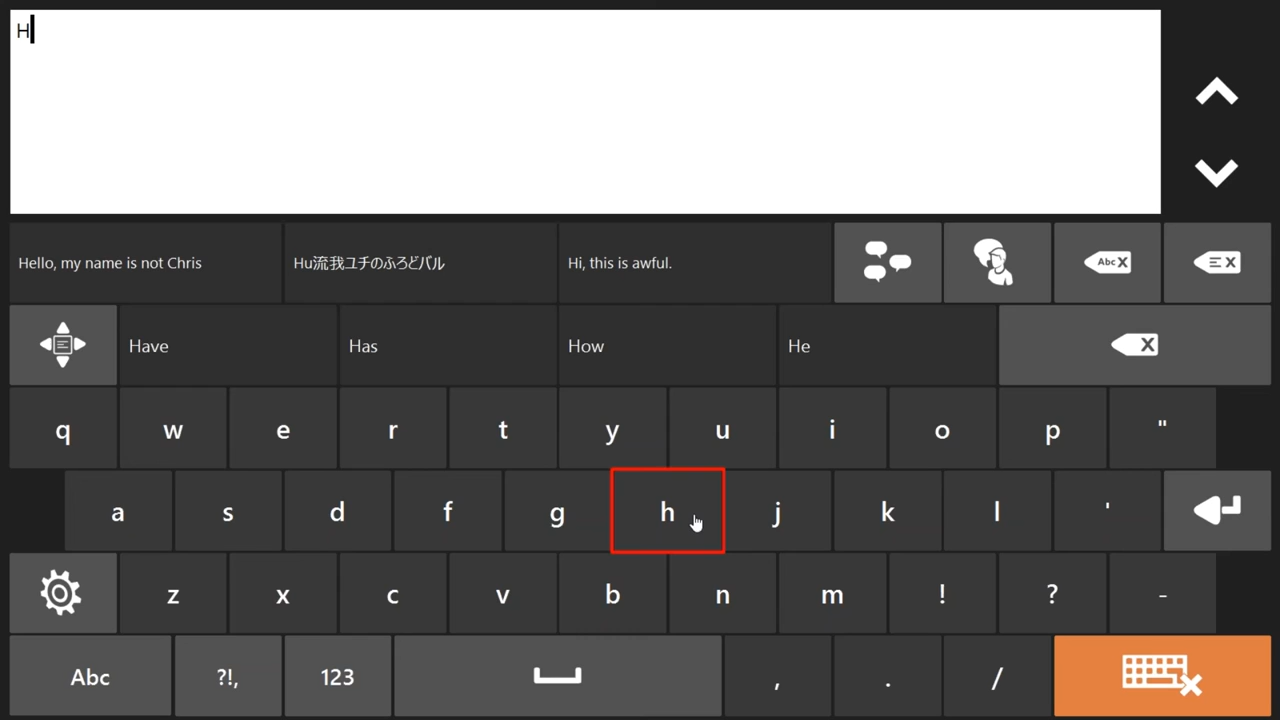 H
Hello, my name is not Chris
Hu流我ユチのふろどバル
Hi, this is awful.
Abc X
X
Have
Has
How
He
X
q w e r t y u i o p "
a s d f g h j k l '
z x c v b n m ! ? -
Abc ?!, 123 , . /